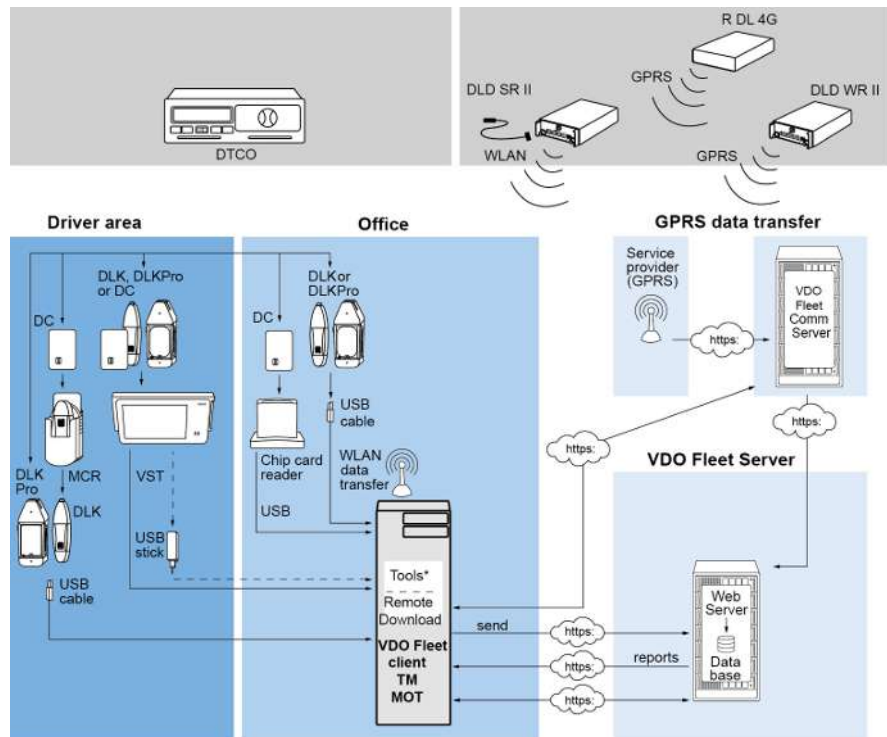 R DL 4G
GPRS
DLD SR II
DLD WR II
WLAN
GPRS
DTCO
Driver area
Office
GPRS data transfer
DLK, DLKPro
or DC
DC
DLKor
DLKPro
DC
Service
provider
(GPRS)
https:
VDO
Fleet
Comm
Server
USB
cable
https:
https:
Chip card
reader
WLAN
data
transfer
VDO Fleet Server
DLK
Pro
MCR
VST
USB
DLK
USB
stick
USB
cable
Tools*
Remote
Download
VDO Fleet
client
TM
MOT
send
https:
reports
https:
https:
Web
Server
Data
base